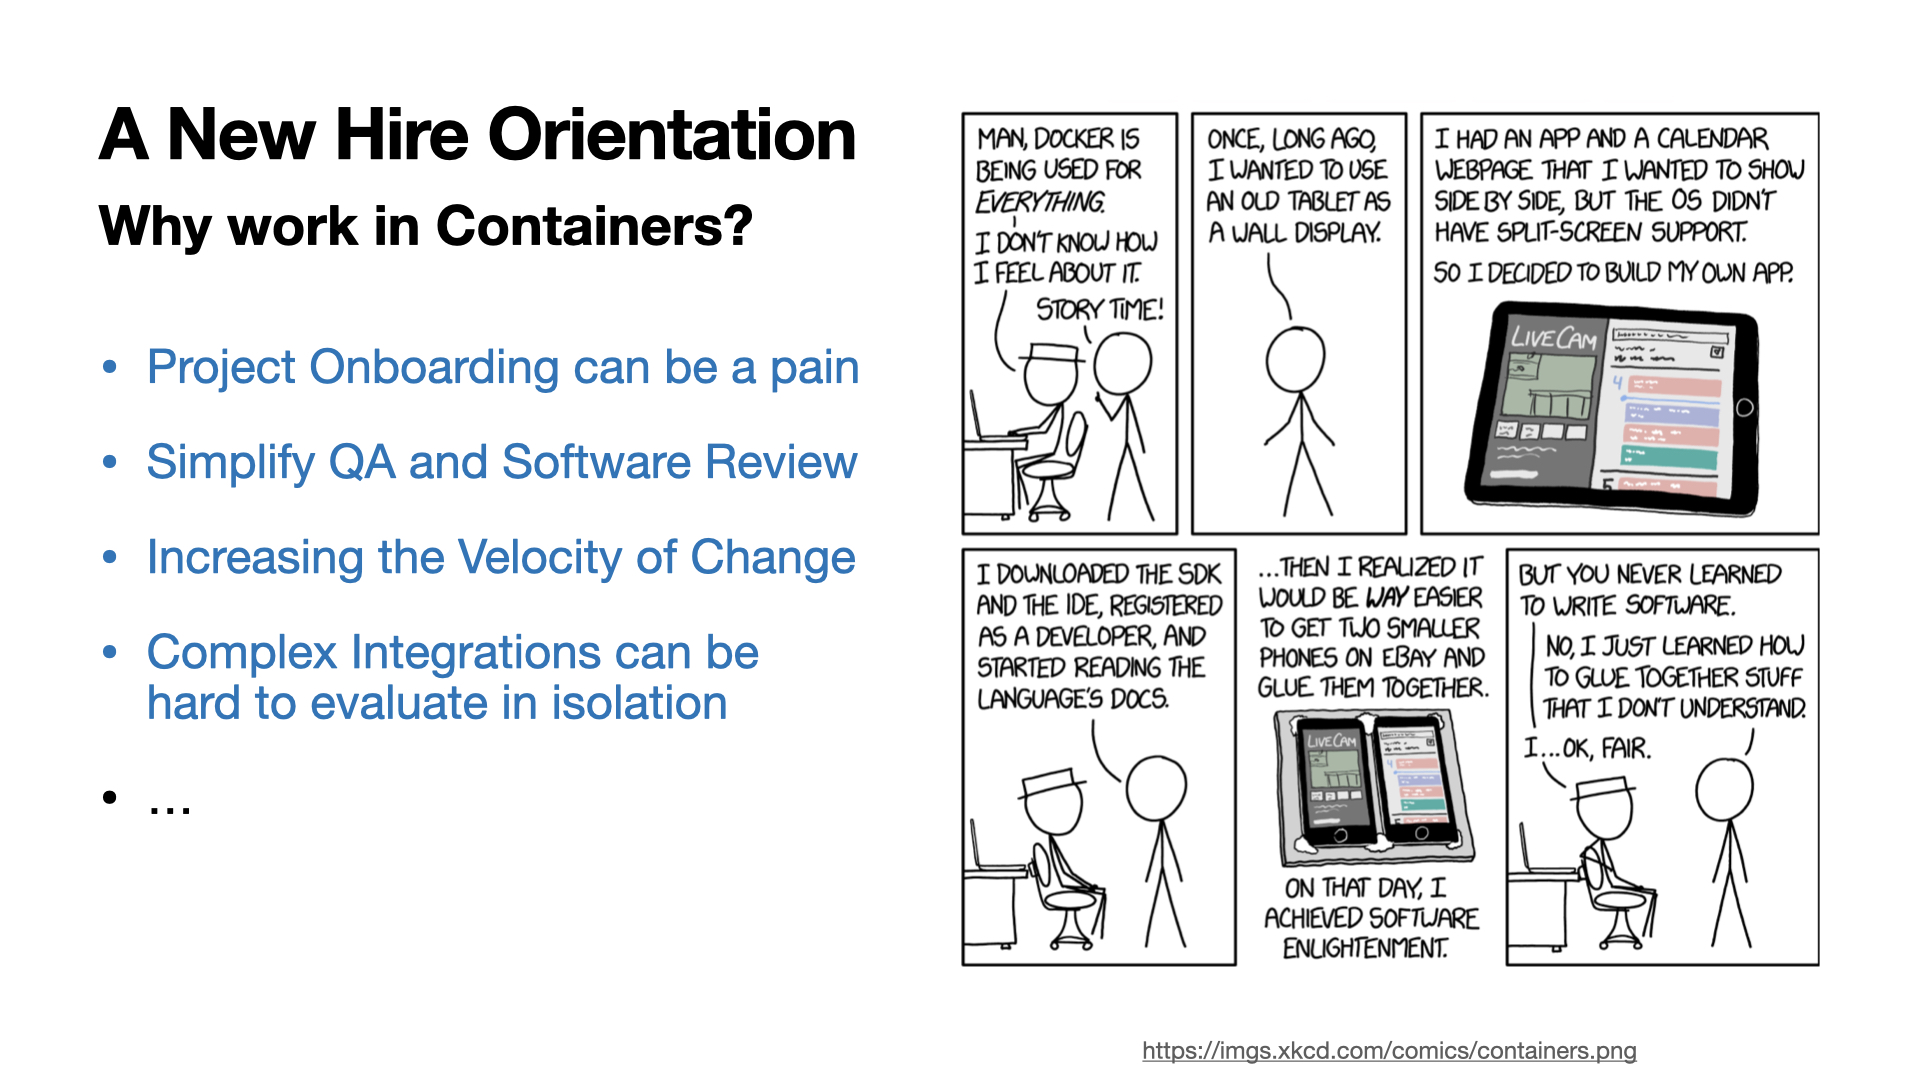 A New Hire Orientation
Why work in Containers?
• Project Onboarding can be a pain
• Simplify QA and Software Review
• Increasing the Velocity of Change
• Complex Integrations can be
hard to evaluate in isolation
• …
MAN, DOCKER IS
BEING USED FOR
EVERYTHING.
I DON'T KNOW HOW
I FEEL ABOUT IT.
STORY TIME!
ONCE, LONG AGO,
I WANTED TO USE
AN OLD TABLET AS
A WALL DISPLAY.
I HAD AN APP AND A CALENDAR
WEBPAGE THAT I WANTED TO SHOW
SIDE BY SIDE, BUT THE OS DIDN'T
HAVE SPLIT-SCREEN SUPPORT.
SO I DECIDED TO BUILD MY OWN APP.
LIVECAM
4
5
I DOWNLOADED THE SDK
AND THE IDE, REGISTERED
AS A DEVELOPER, AND
STARTED READING THE
LANGUAGE'S DOCS.
...THEN I REALIZED IT
WOULD BE WAY EASIER
TO GET TWO SMALLER
PHONES ON EBAY AND
GLUE THEM TOGETHER.
LIVECAM
4
5
ON THAT DAY, I
ACHIEVED SOFTWARE
ENLIGHTENMENT.
BUT YOU NEVER LEARNED
TO WRITE SOFTWARE.
NO, I JUST LEARNED HOW
TO GLUE TOGETHER STUFF
THAT I DON'T UNDERSTAND.
I...OK, FAIR.
https://imgs.xkcd.com/comics/containers.png